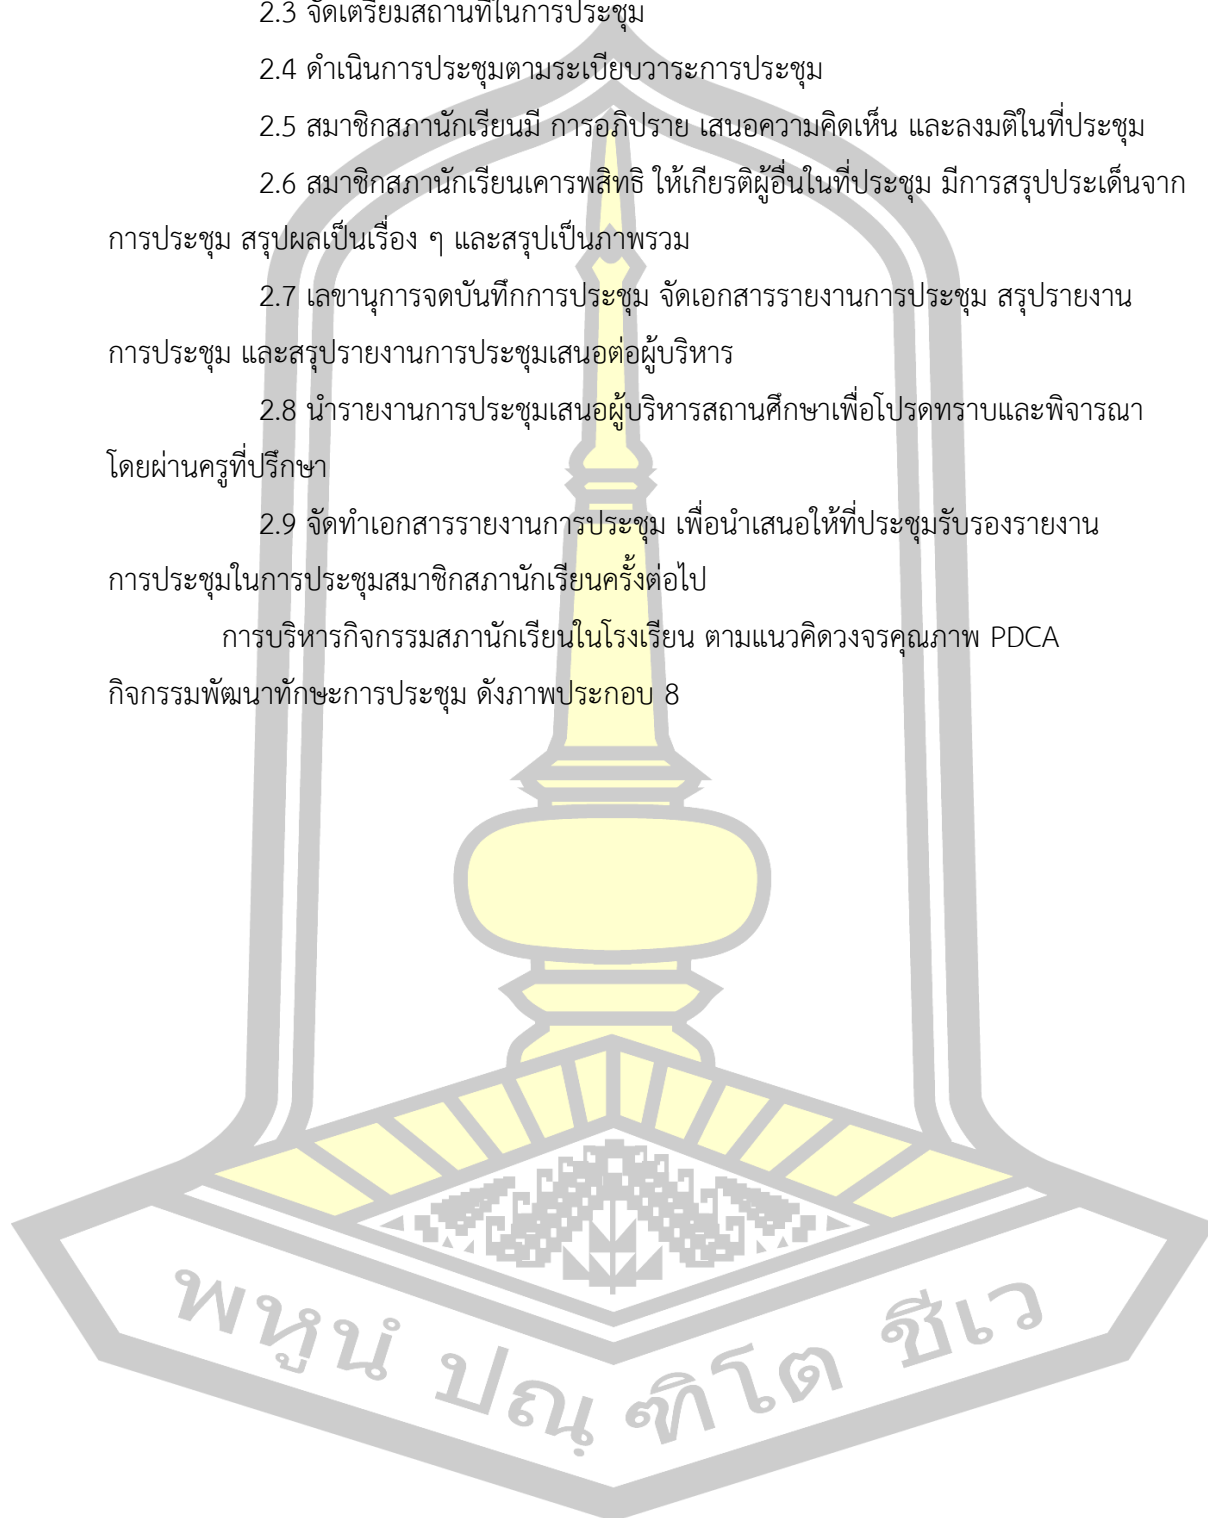 2.3 จัดเตรียมสถานที่ในการประชุม
2.4 ดำเนินการประชุมตามระเบียบวาระการประชุม
2.5 สมาชิกสภานักเรียนมี การอภิปราย เสนอความคิดเห็น และลงมติในที่ประชุม
2.6 สมาชิกสภานักเรียนเคารพสิทธิ ให้เกียรติผู้อื่นในที่ประชุม มีการสรุปประเด็นจาก
การประชุม สรุปผลเป็นเรื่อง ๆ และสรุปเป็นภาพรวม
2.7 เลขานุการจดบันทึกการประชุม จัดเอกสารรายงานการประชุม สรุปรายงาน
การประชุม และสรุปรายงานการประชุมเสนอต่อผู้บริหาร
2.8 นำรายงานการประชุมเสนอผู้บริหารสถานศึกษาเพื่อโปรดทราบและพิจารณา
โดยผ่านครูที่ปรึกษา
2.9 จัดทำเอกสารรายงานการประชุม เพื่อนำเสนอให้ที่ประชุมรับรองรายงาน
การประชุมในการประชุมสมาชิกสภานักเรียนครั้งต่อไป
การบริหารกิจกรรมสภานักเรียนในโรงเรียน ตามแนวคิดวงจรคุณภาพ PDCA
กิจกรรมพัฒนาทักษะการประชุม ดังภาพประกอบ 8
พหูนํ ปณฺฑิโต ชีเว